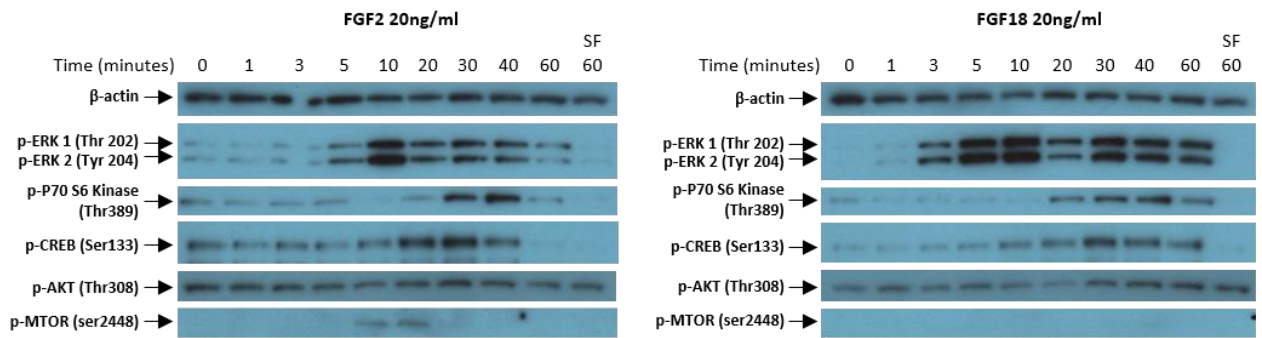 FGF2 20ng/ml
SF
Time (minutes) 0 1 3 5 10 20 30 40 60 60
β-actin
p-ERK 1 (Thr 202)
p-ERK 2 (Tyr 204)
p-P70 S6 Kinase
(Thr389)
p-CREB (Ser133)
p-AKT (Thr308)
p-MTOR (ser2448)
FGF18 20ng/ml
SF
Time (minutes) 0 1 3 5 10 20 30 40 60 60
β-actin
p-ERK 1 (Thr 202)
p-ERK 2 (Tyr 204)
p-P70 S6 Kinase
(Thr389)
p-CREB (Ser133)
p-AKT (Thr308)
p-MTOR (ser2448)